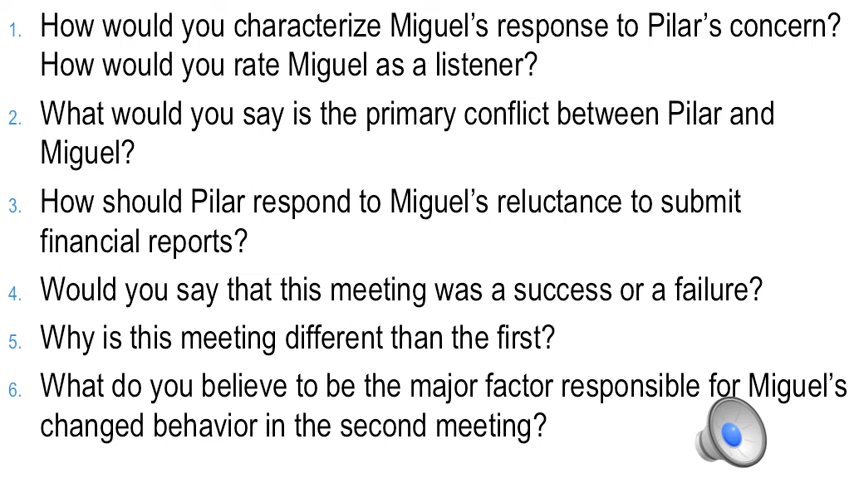 1. How would you characterize Miguel's response to Pilar's concern?
How would you rate Miguel as a listener?
2. What would you say is the primary conflict between Pilar and
Miguel?
3. How should Pilar respond to Miguel's reluctance to submit
financial reports?
4. Would you say that this meeting was a success or a failure?
5. Why is this meeting different than the first?
6. What do you believe to be the major factor responsible for Miguel's
changed behavior in the second meeting?